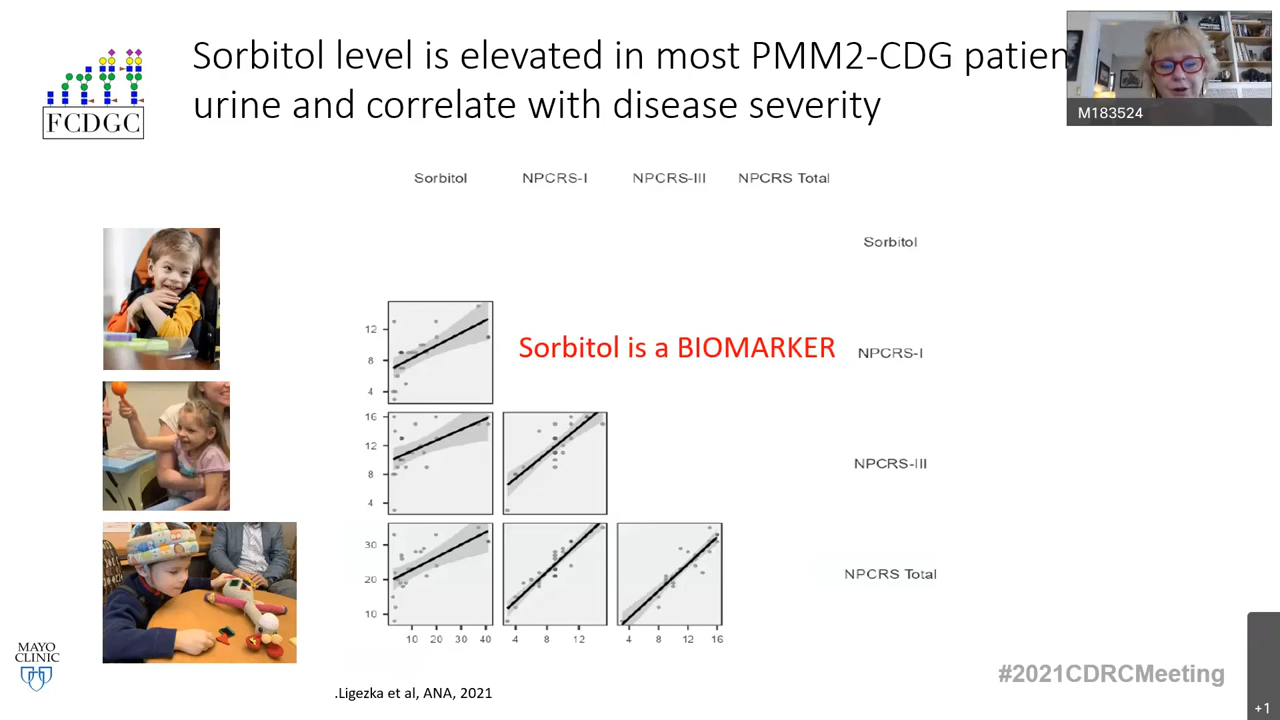 Sorbitol level is elevated in most PMM2-CDG patien
urine and correlate with disease severity
FCDGC
M183524
Sorbitol NPCRS-I NPCRS-III NPCRS Total
Sorbitol
12
8
4
Sorbitol is a BIOMARKER
NPCRS-I
16
12
8
4
NPCRS-III
30
20
10
NPCRS Total
10 20 30 40 4 8 12 4 8 12 16
MAYO
CLINIC
#2021CDRCMeeting
.Ligezka et al, ANA, 2021
+1